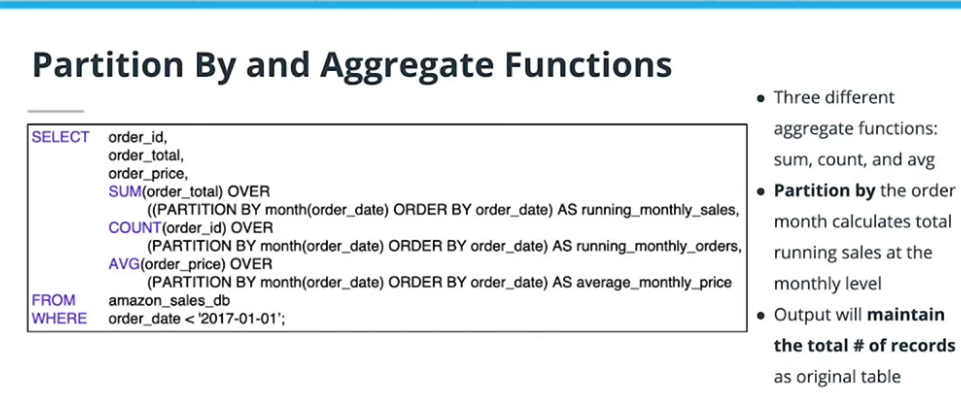 Partition By and Aggregate Functions
SELECT order_id,
order_total,
order_price,
SUM(order_total) OVER
((PARTITION BY month(order_date) ORDER BY order_date) AS running_monthly_sales,
COUNT(order_id) OVER
(PARTITION BY month(order_date) ORDER BY order_date) AS running_monthly_orders,
AVG(order_price) OVER
(PARTITION BY month(order_date) ORDER BY order_date) AS average_monthly_price
FROM amazon_sales_db
WHERE order_date < '2017-01-01';
● Three different
aggregate functions:
sum, count, and avg
● Partition by the order
month calculates total
running sales at the
monthly level
● Output will maintain
the total # of records
as original table